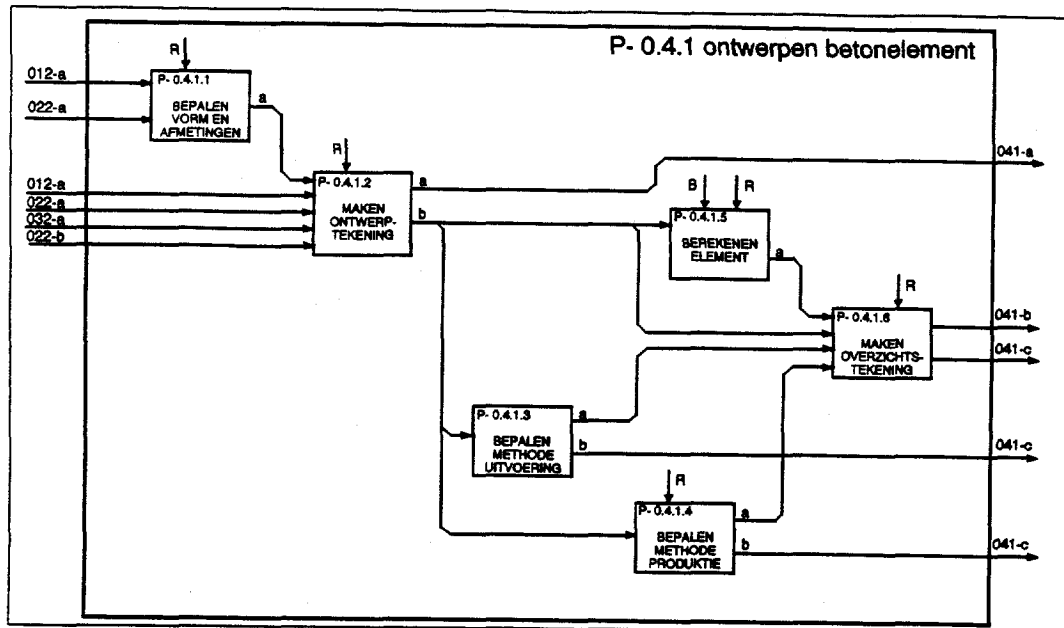 P- 0.4.1 ontwerpen betonelement
R
012-a
P- 0.4.1.1
022-a
BEPALEN
VORM EN
AFMETINGEN
a
R
041-a
P- 0.4.1.2
012-a
022-a
032-a
022-b
MAKEN
ONTWERP-
TEKENING
a
b
B
R
P- 0.4.1.5
BEREKENEN
ELEMENT
a
R
P- 0.4.1.6
MAKEN
OVERZICHTS-
TEKENING
041-b
041-c
P- 0.4.1.3
BEPALEN
METHODE
UITVOERING
a
b
041-c
R
P- 0.4.1.4
BEPALEN
METHODE
PRODUKTIE
a
b
041-c